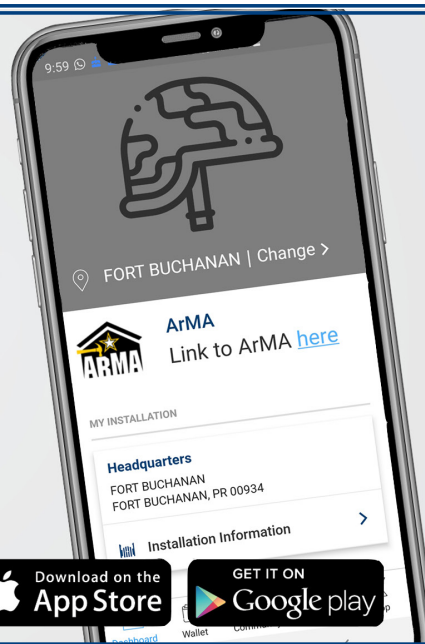 9:59
FORT BUCHANAN | Change >
ArMA
Link to ArMA here
ARMA
MY INSTALLATION
Headquarters
FORT BUCHANAN
FORT BUCHANAN, PR 00934
Installation Information >
Download on the
App Store
GET IT ON
Google play
Dashboard
Wallet